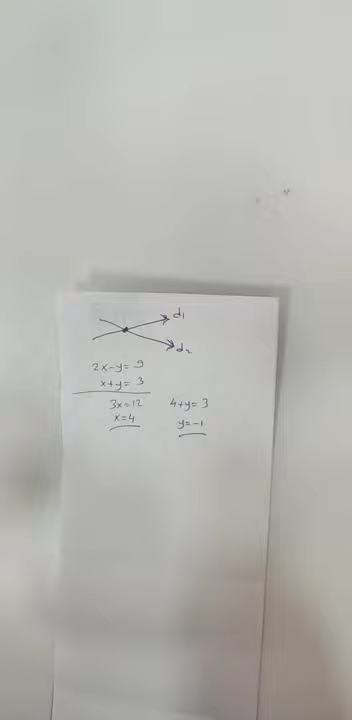 d1
d2
2x-y=9
x+y=3
3x=12 4+y=3
x=4 y=-1